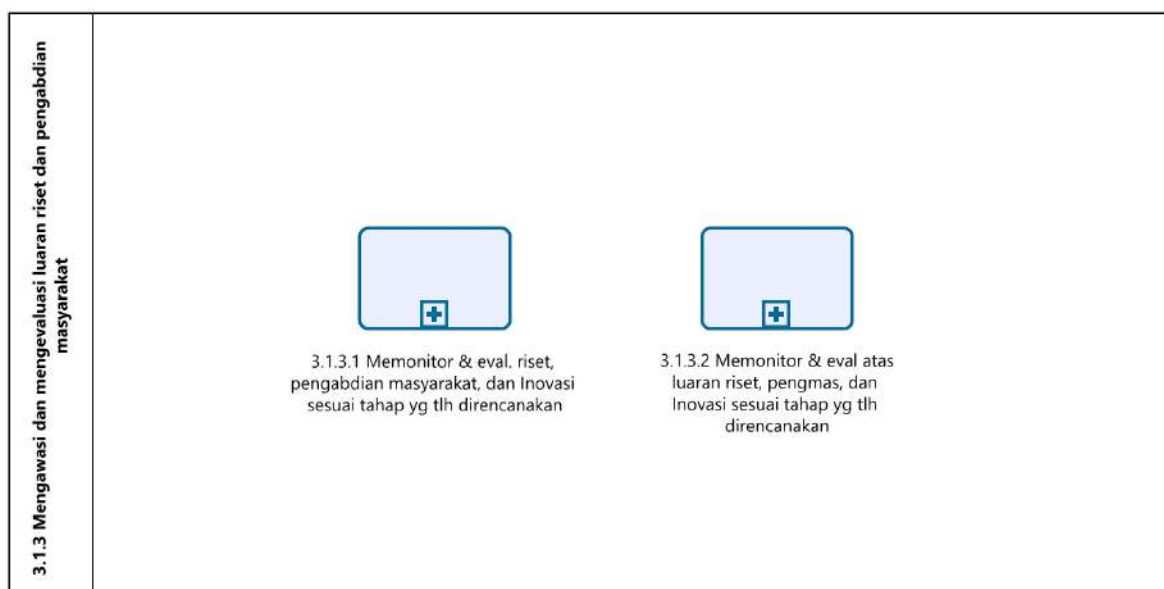 3.1.3 Mengawasi dan mengevaluasi luaran riset dan pengabdian
masyarakat
3.1.3.1 Memonitor & eval. riset,
pengabdian masyarakat, dan Inovasi
sesuai tahap yg tlh direncanakan
3.1.3.2 Memonitor & eval atas
luaran riset, pengmas, dan
Inovasi sesuai tahap yg tlh
direncanakan